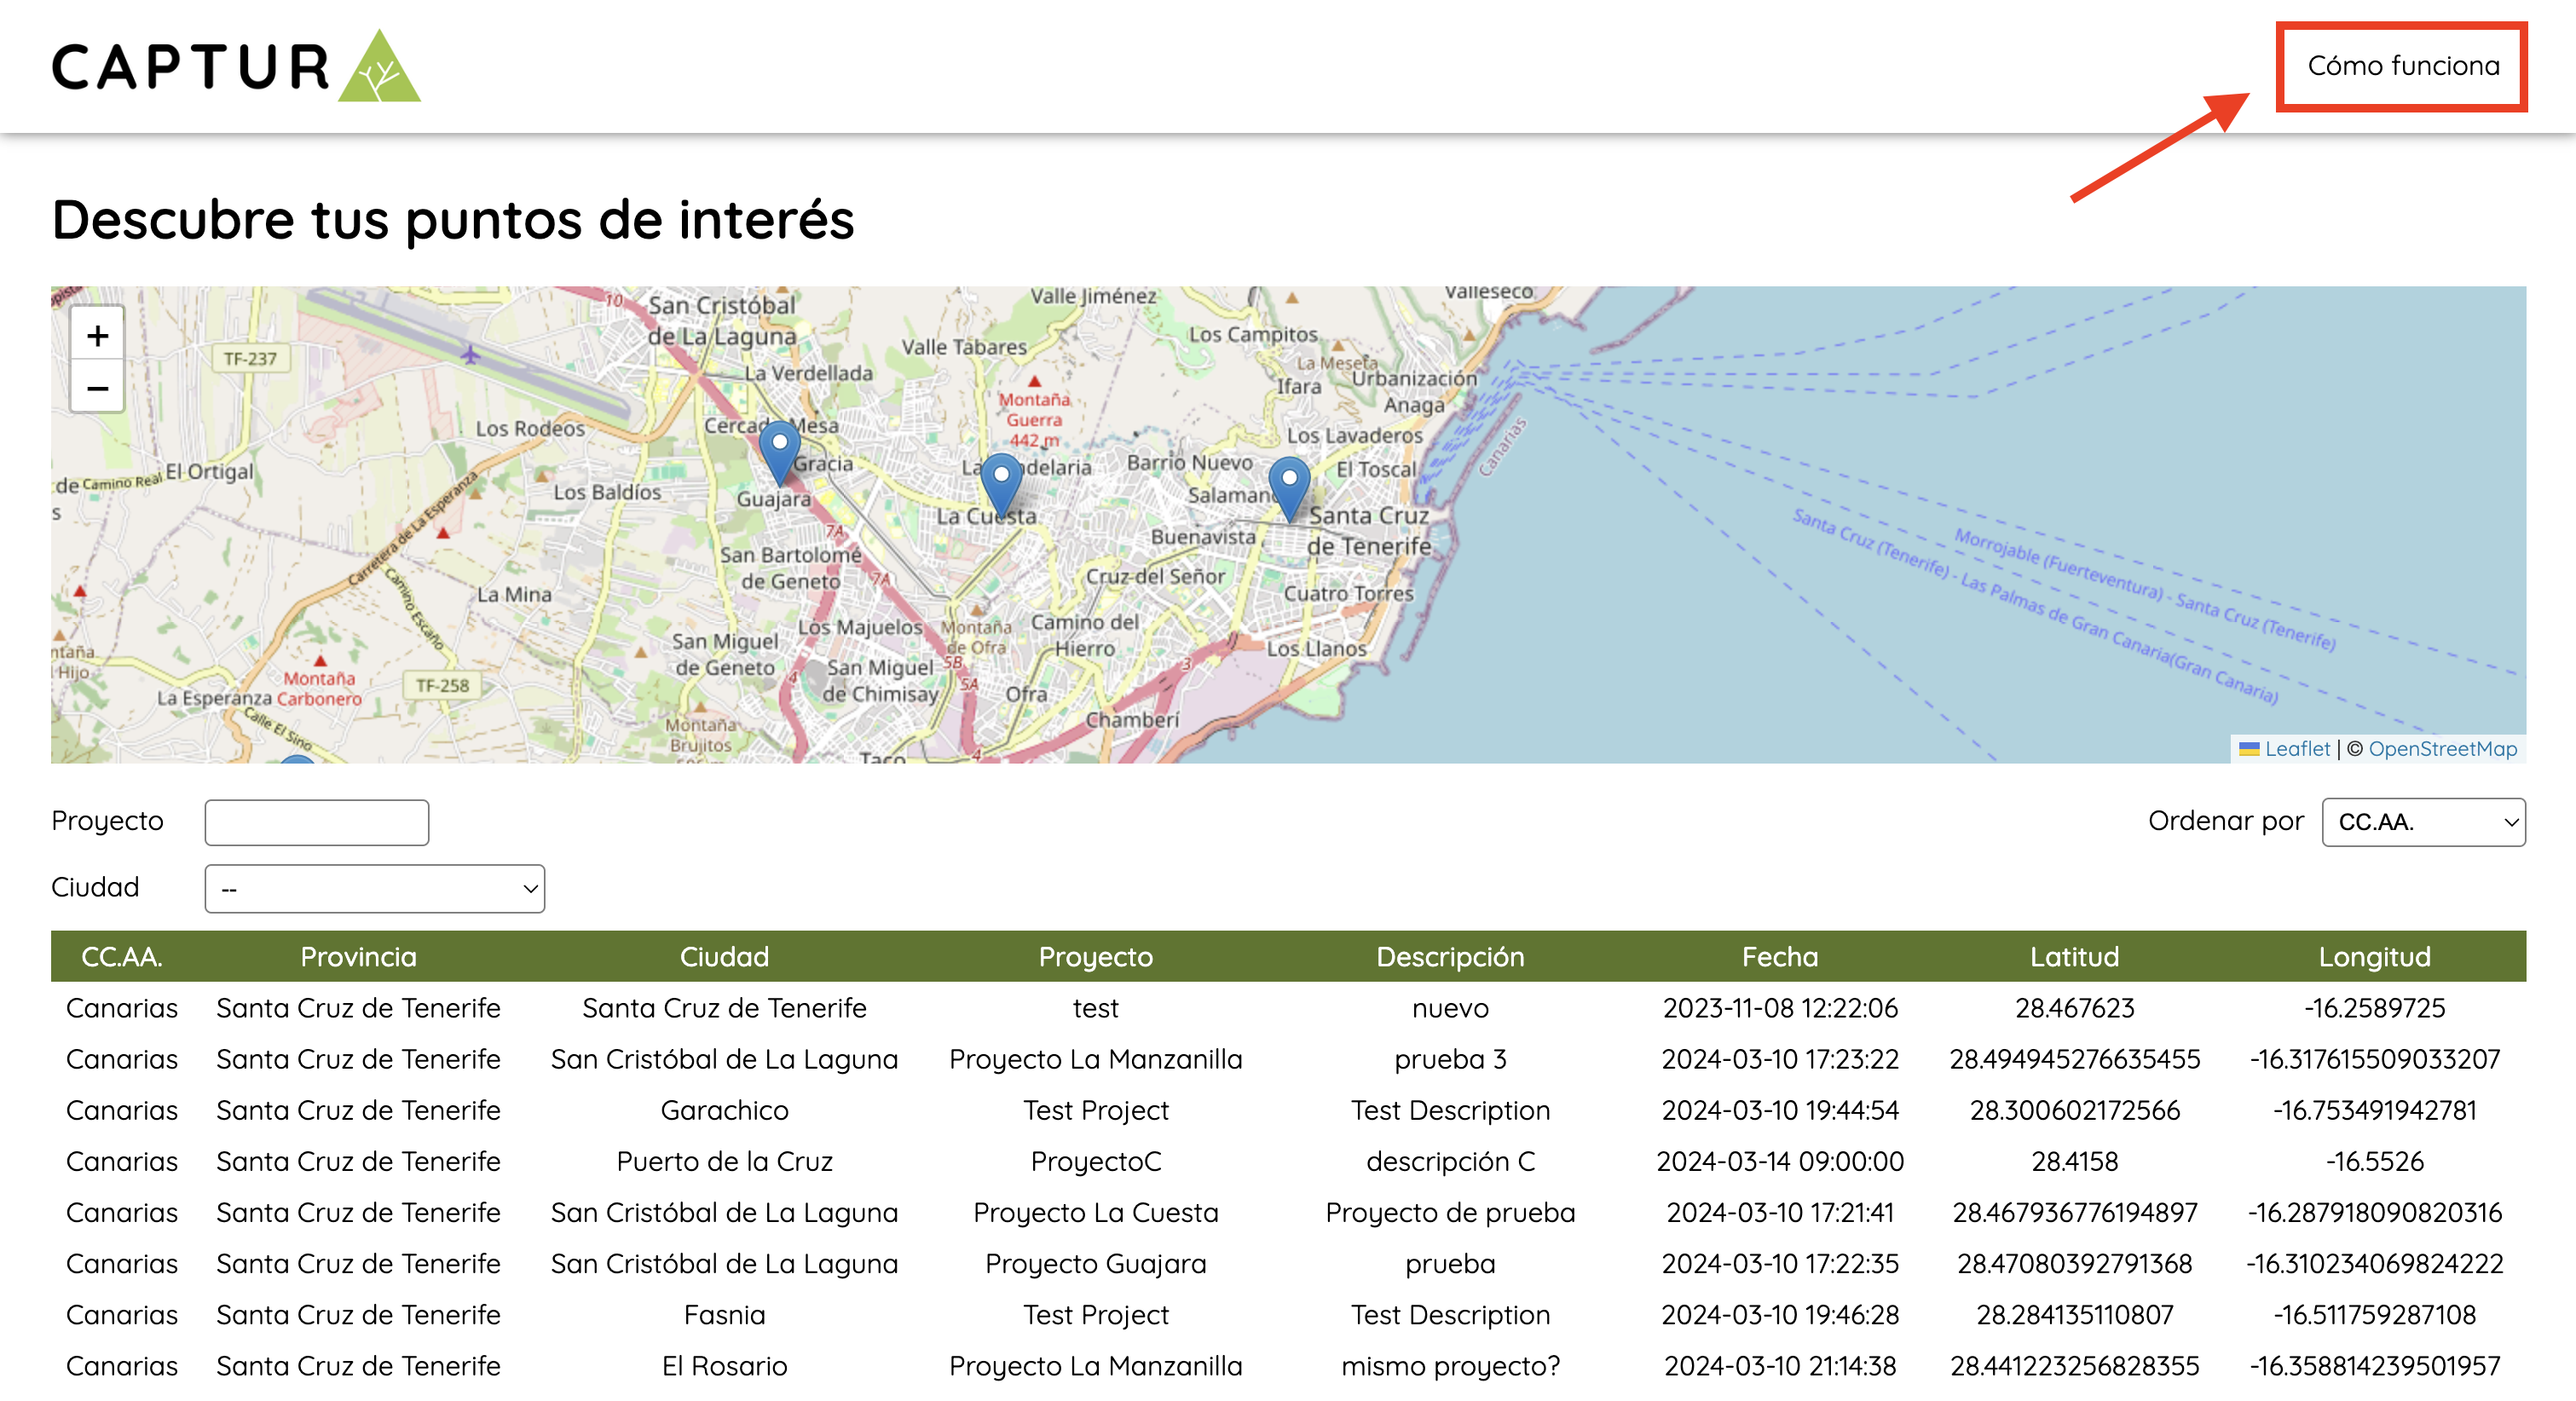 CAPTUR
Cómo funciona
Descubre tus puntos de interés
+
−
10
San Cristóbal
de La Laguna
Valle Jiménez
Valleseco
TF-237
Valle Tabares
Los Campitos
La Verdellada
La Meseta
Ifara
Urbanización
Anaga
Montaña
Guerra
442 m
Los Rodeos
Gracia
Barrio Nuevo
Los Lavaderos
El Toscal
Canarias
de
Camino Real
El Ortigal
Los Baldíos
Guajara
La Cuesta
Santa Cruz
de Tenerife
Buenavista
Carretera de La Esperanza
7A
San Bartolomé
de Geneto
7A
Cruz del Señor
Cuatro Torres
Camino Escaño
La Mina
Morrojable (Fuerteventura) - Santa Cruz (Tenerife)
Santa Cruz (Tenerife) - Las Palmas de Gran Canaria(Gran Canaria)
Los Majuelos
Montaña
de Ofra
Camino del
Hierro
San Miguel
de Geneto
San Miguel
de Chimisay
5B
5A
3
Los Llanos
Hijo
Montaña
Carbonero
TF-258
4
Ofra
La Esperanza
Calle El Sino
Montaña
Brujitos
Chamberí
Taco
4
Leaflet | © OpenStreetMap
Proyecto
Ordenar por CC.AA.
Ciudad --
CC.AA. Provincia Ciudad Proyecto Descripción Fecha Latitud Longitud
Canarias Santa Cruz de Tenerife Santa Cruz de Tenerife test nuevo 2023-11-08 12:22:06 28.467623 -16.2589725
Canarias Santa Cruz de Tenerife San Cristóbal de La Laguna Proyecto La Manzanilla prueba 3 2024-03-10 17:23:22 28.494945276635455 -16.317615509033207
Canarias Santa Cruz de Tenerife Garachico Test Project Test Description 2024-03-10 19:44:54 28.300602172566 -16.753491942781
Canarias Santa Cruz de Tenerife Puerto de la Cruz ProyectoC descripción C 2024-03-14 09:00:00 28.4158 -16.5526
Canarias Santa Cruz de Tenerife San Cristóbal de La Laguna Proyecto La Cuesta Proyecto de prueba 2024-03-10 17:21:41 28.467936776194897 -16.287918090820316
Canarias Santa Cruz de Tenerife San Cristóbal de La Laguna Proyecto Guajara prueba 2024-03-10 17:22:35 28.47080392791368 -16.310234069824222
Canarias Santa Cruz de Tenerife Fasnia Test Project Test Description 2024-03-10 19:46:28 28.284135110807 -16.511759287108
Canarias Santa Cruz de Tenerife El Rosario Proyecto La Manzanilla mismo proyecto? 2024-03-10 21:14:38 28.441223256828355 -16.358814239501957